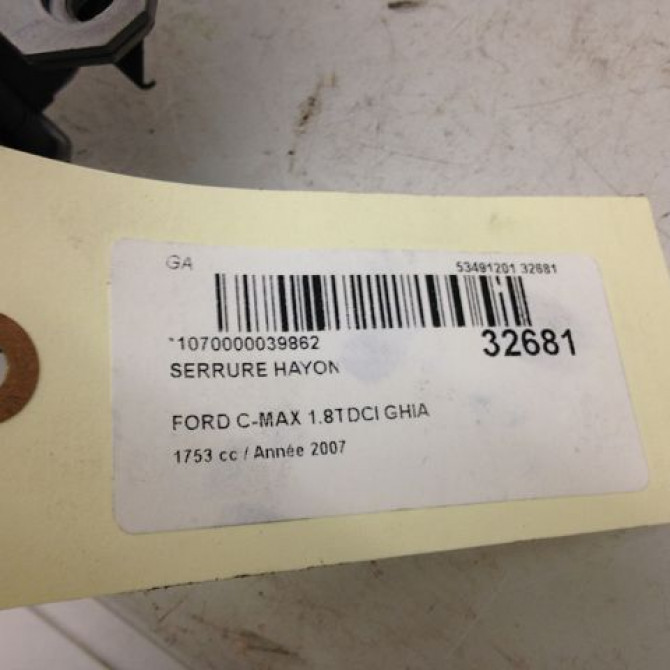 GA 53491201 32681
*1070000039862 32681
SERRURE HAYON
FORD C-MAX 1.8TDCI GHIA
1753 cc / Année 2007